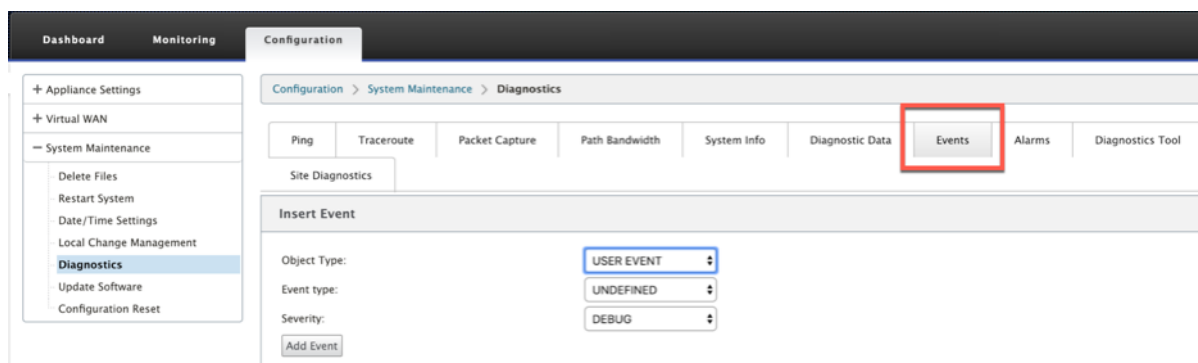 Dashboard Monitoring Configuration
+ Appliance Settings
+ Virtual WAN
− System Maintenance
Delete Files
Restart System
Date/Time Settings
Local Change Management
Diagnostics
Update Software
Configuration Reset
Configuration > System Maintenance > Diagnostics
Ping Traceroute Packet Capture Path Bandwidth System Info Diagnostic Data Events Alarms Diagnostics Tool
Site Diagnostics
Insert Event
Object Type: USER EVENT
Event type: UNDEFINED
Severity: DEBUG
Add Event